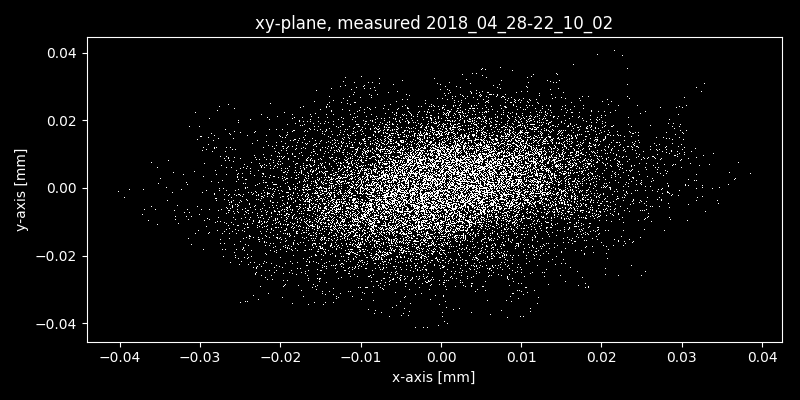 xy-plane, measured 2018_04_28-22_10_02
0.04
0.02
0.00
−0.02
−0.04
y-axis [mm]
−0.04 −0.03 −0.02 −0.01 0.00 0.01 0.02 0.03 0.04
x-axis [mm]